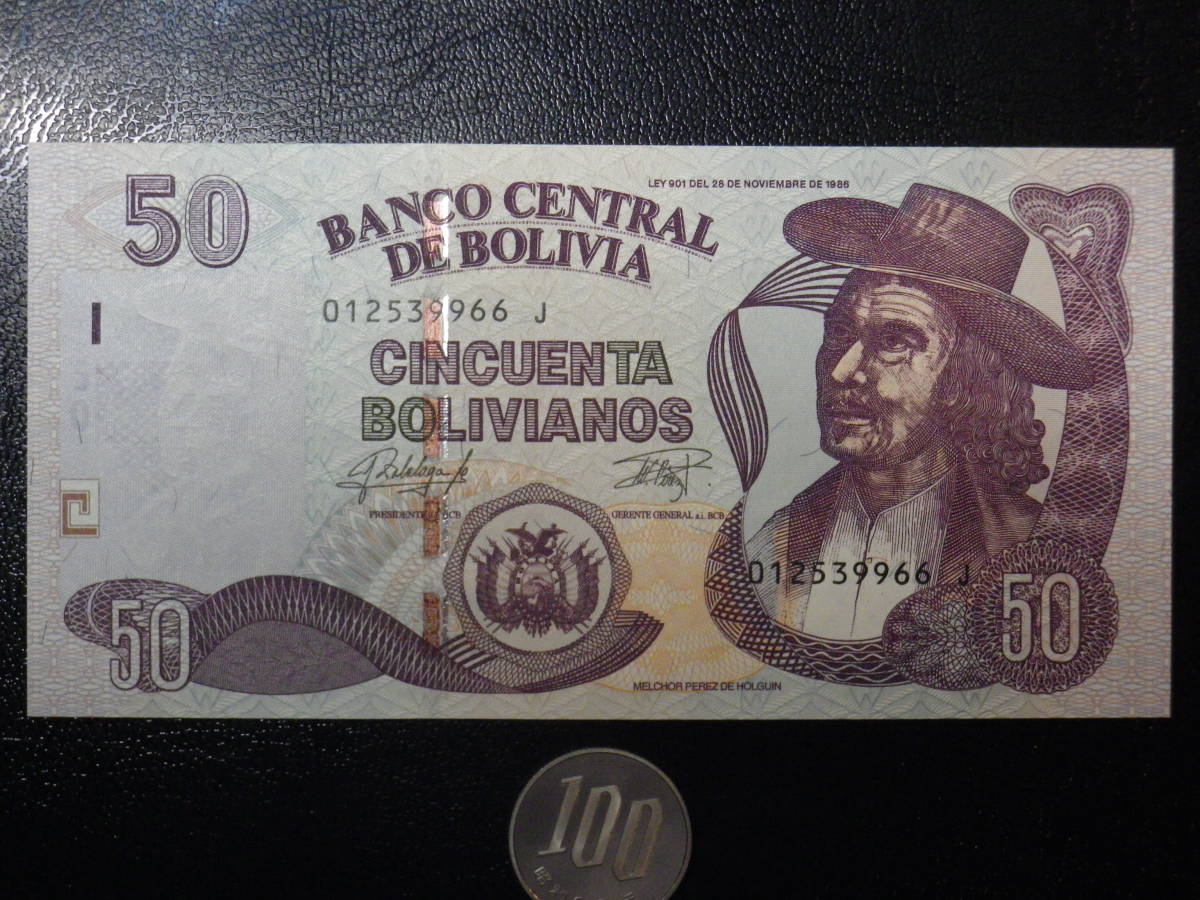 50
LEY 901 DEL 28 DE NOVIEMBRE DE 1986
BANCO CENTRAL
DE BOLIVIA
012539966 J
CINCUENTA
BOLIVIANOS
PRESIDENTE BCB
GERENTE GENERAL a.i. BCB
012539966 J
50
50
MELCHOR PEREZ DE HOLGUIN
100